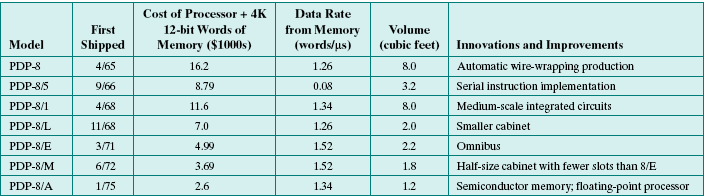 Model | First Shipped | Cost of Processor + 4K 12-bit Words of Memory ($1000s) | Data Rate from Memory (words/μs) | Volume (cubic feet) | Innovations and Improvements
PDP-8 | 4/65 | 16.2 | 1.26 | 8.0 | Automatic wire-wrapping production
PDP-8/5 | 9/66 | 8.79 | 0.08 | 3.2 | Serial instruction implementation
PDP-8/1 | 4/68 | 11.6 | 1.34 | 8.0 | Medium-scale integrated circuits
PDP-8/L | 11/68 | 7.0 | 1.26 | 2.0 | Smaller cabinet
PDP-8/E | 3/71 | 4.99 | 1.52 | 2.2 | Omnibus
PDP-8/M | 6/72 | 3.69 | 1.52 | 1.8 | Half-size cabinet with fewer slots than 8/E
PDP-8/A | 1/75 | 2.6 | 1.34 | 1.2 | Semiconductor memory; floating-point processor